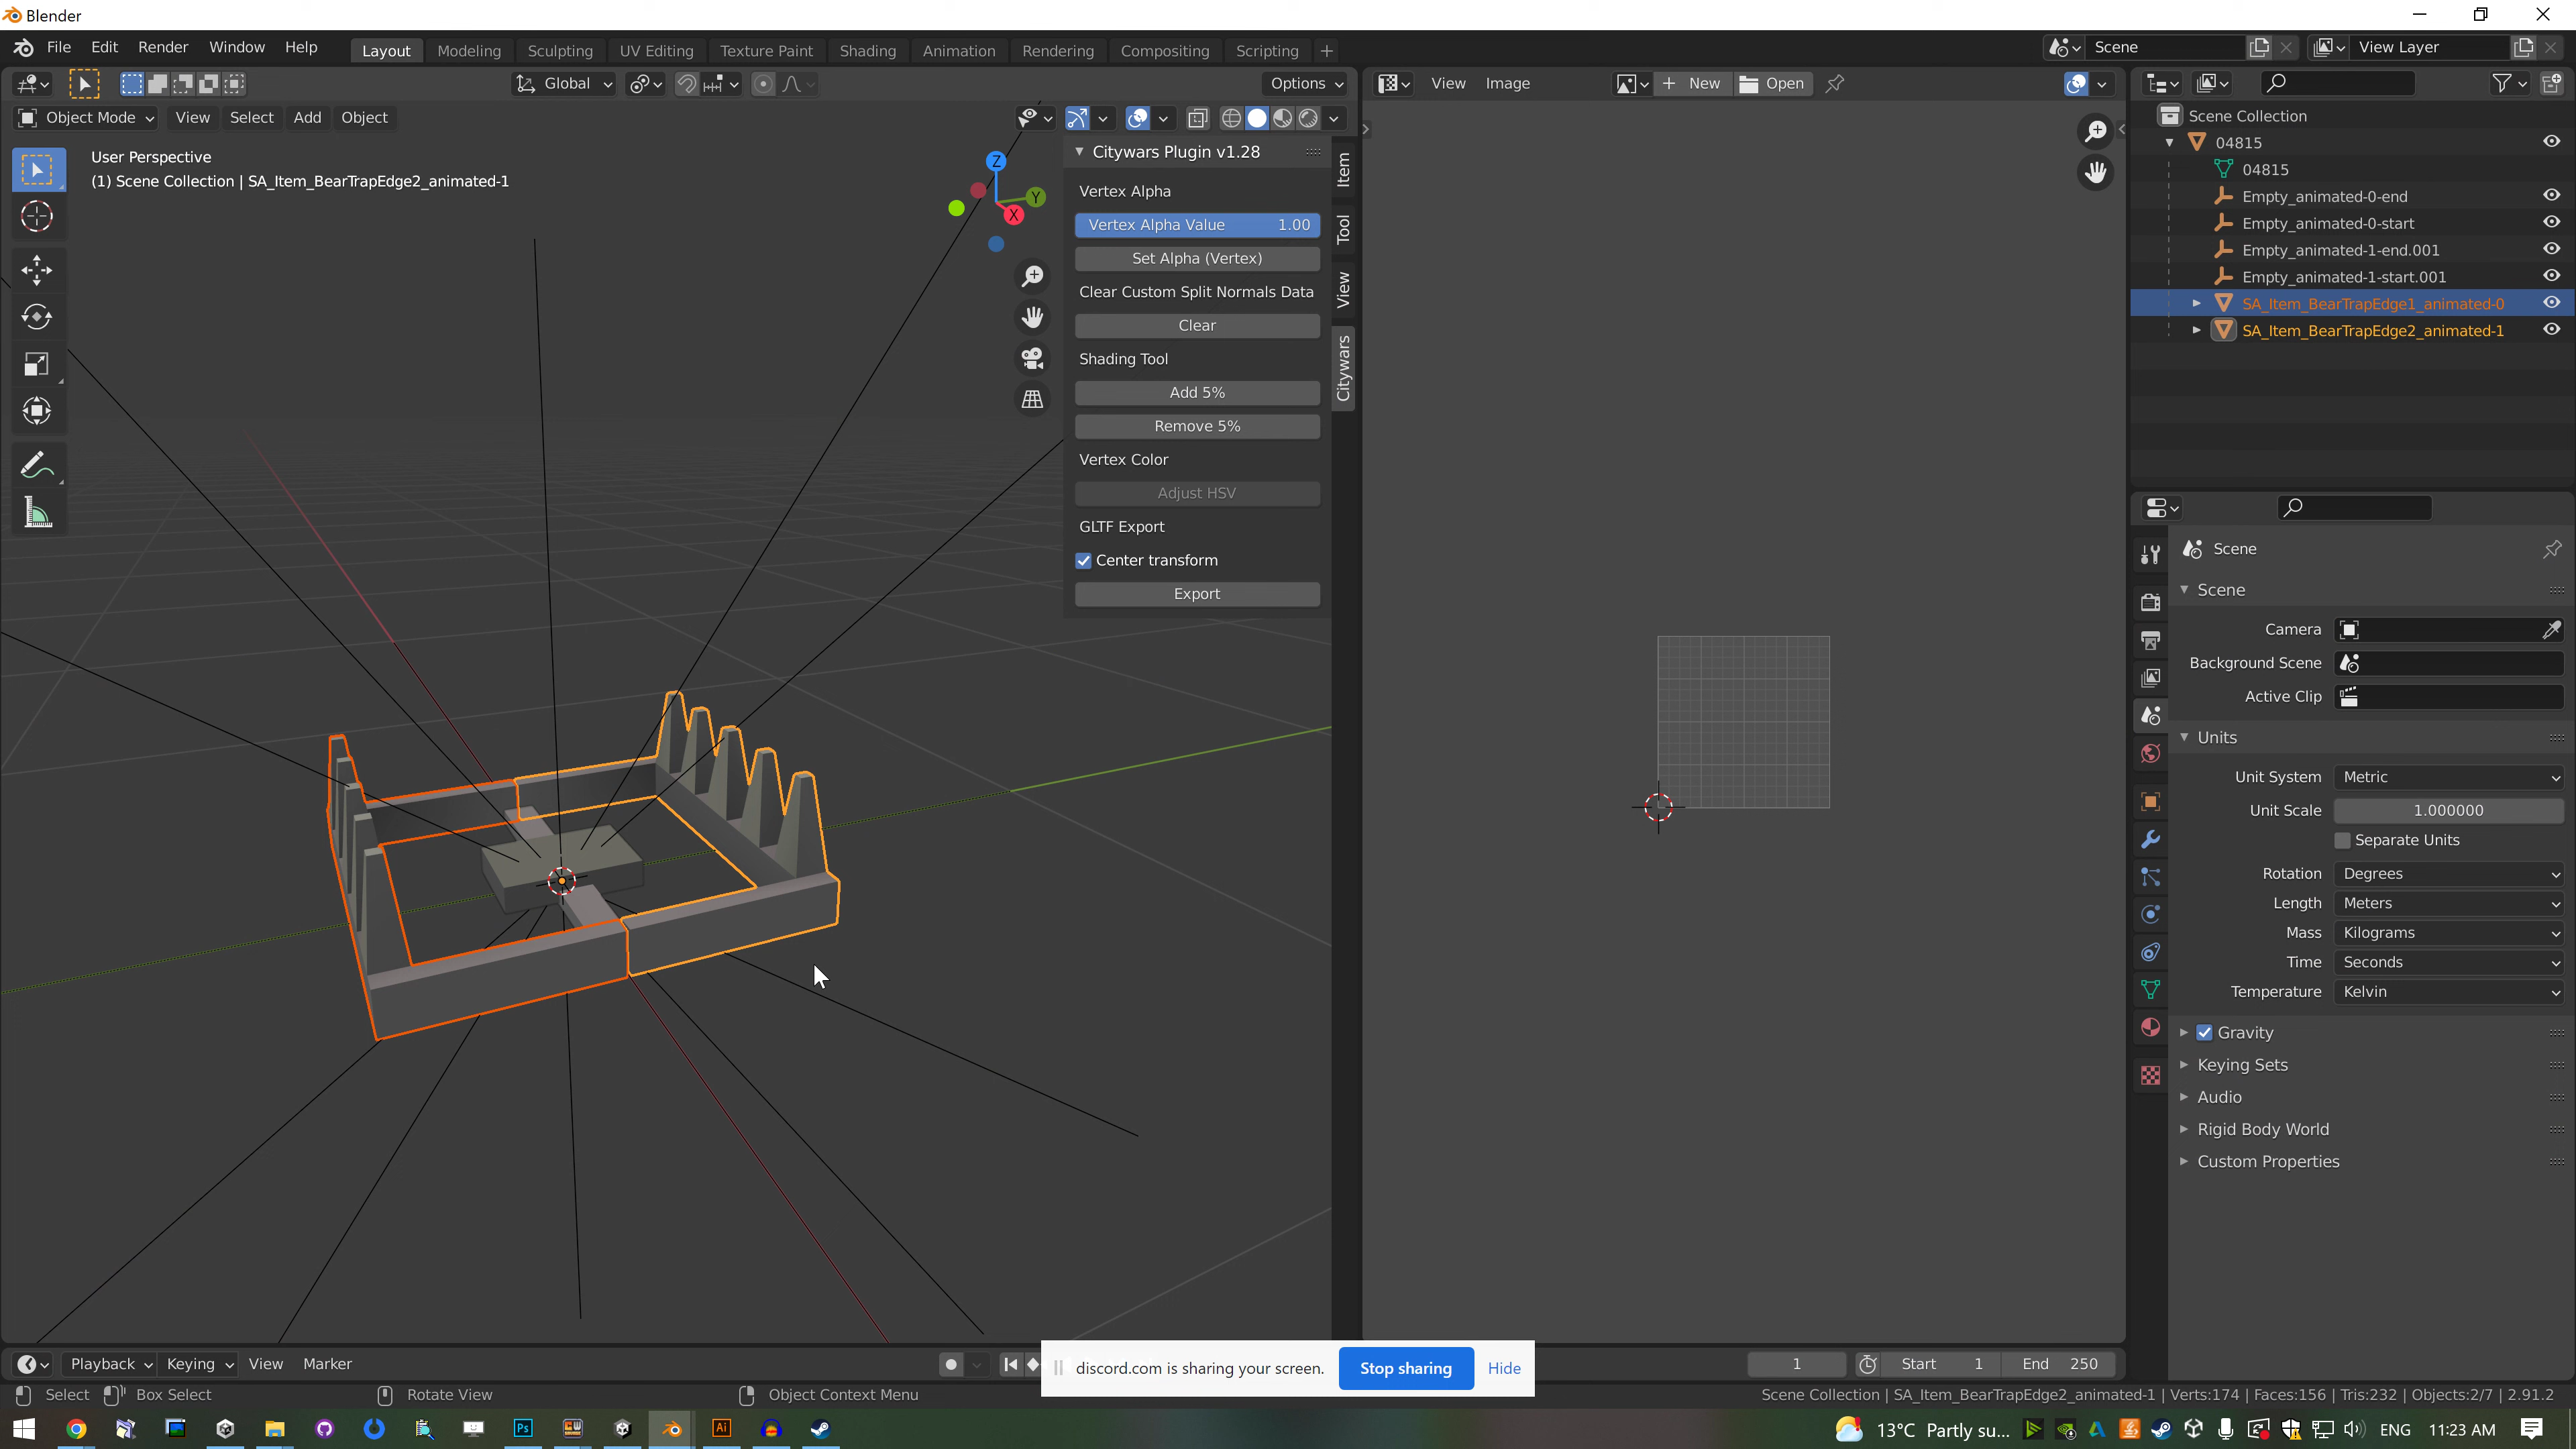 Blender
File Edit Render Window Help Layout Modeling Sculpting UV Editing Texture Paint Shading Animation Rendering Compositing Scripting + Scene View Layer
Global Options View Image New Open
Object Mode View Select Add Object
User Perspective
(1) Scene Collection | SA_Item_BearTrapEdge2_animated-1
Z
Y
X
Citywars Plugin v1.28
Vertex Alpha
Vertex Alpha Value 1.00
Set Alpha (Vertex)
Clear Custom Split Normals Data
Clear
Shading Tool
Add 5%
Remove 5%
Vertex Color
Adjust HSV
GLTF Export
Center transform
Export
Item
Tool
View
Citywars
Scene Collection
04815
04815
Empty_animated-0-end
Empty_animated-0-start
Empty_animated-1-end.001
Empty_animated-1-start.001
SA_Item_BearTrapEdge1_animated-0
SA_Item_BearTrapEdge2_animated-1
Scene
Scene
Camera
Background Scene
Active Clip
Units
Unit System Metric
Unit Scale 1.000000
Separate Units
Rotation Degrees
Length Meters
Mass Kilograms
Time Seconds
Temperature Kelvin
Gravity
Keying Sets
Audio
Rigid Body World
Custom Properties
Playback Keying View Marker 1 Start 1 End 250
discord.com is sharing your screen. Stop sharing Hide
Select Box Select Rotate View Object Context Menu Scene Collection | SA_Item_BearTrapEdge2_animated-1 | Verts:174 | Faces:156 | Tris:232 | Objects:2/7 | 2.91.2
Ps Ai 13°C Partly su... ENG 11:23 AM